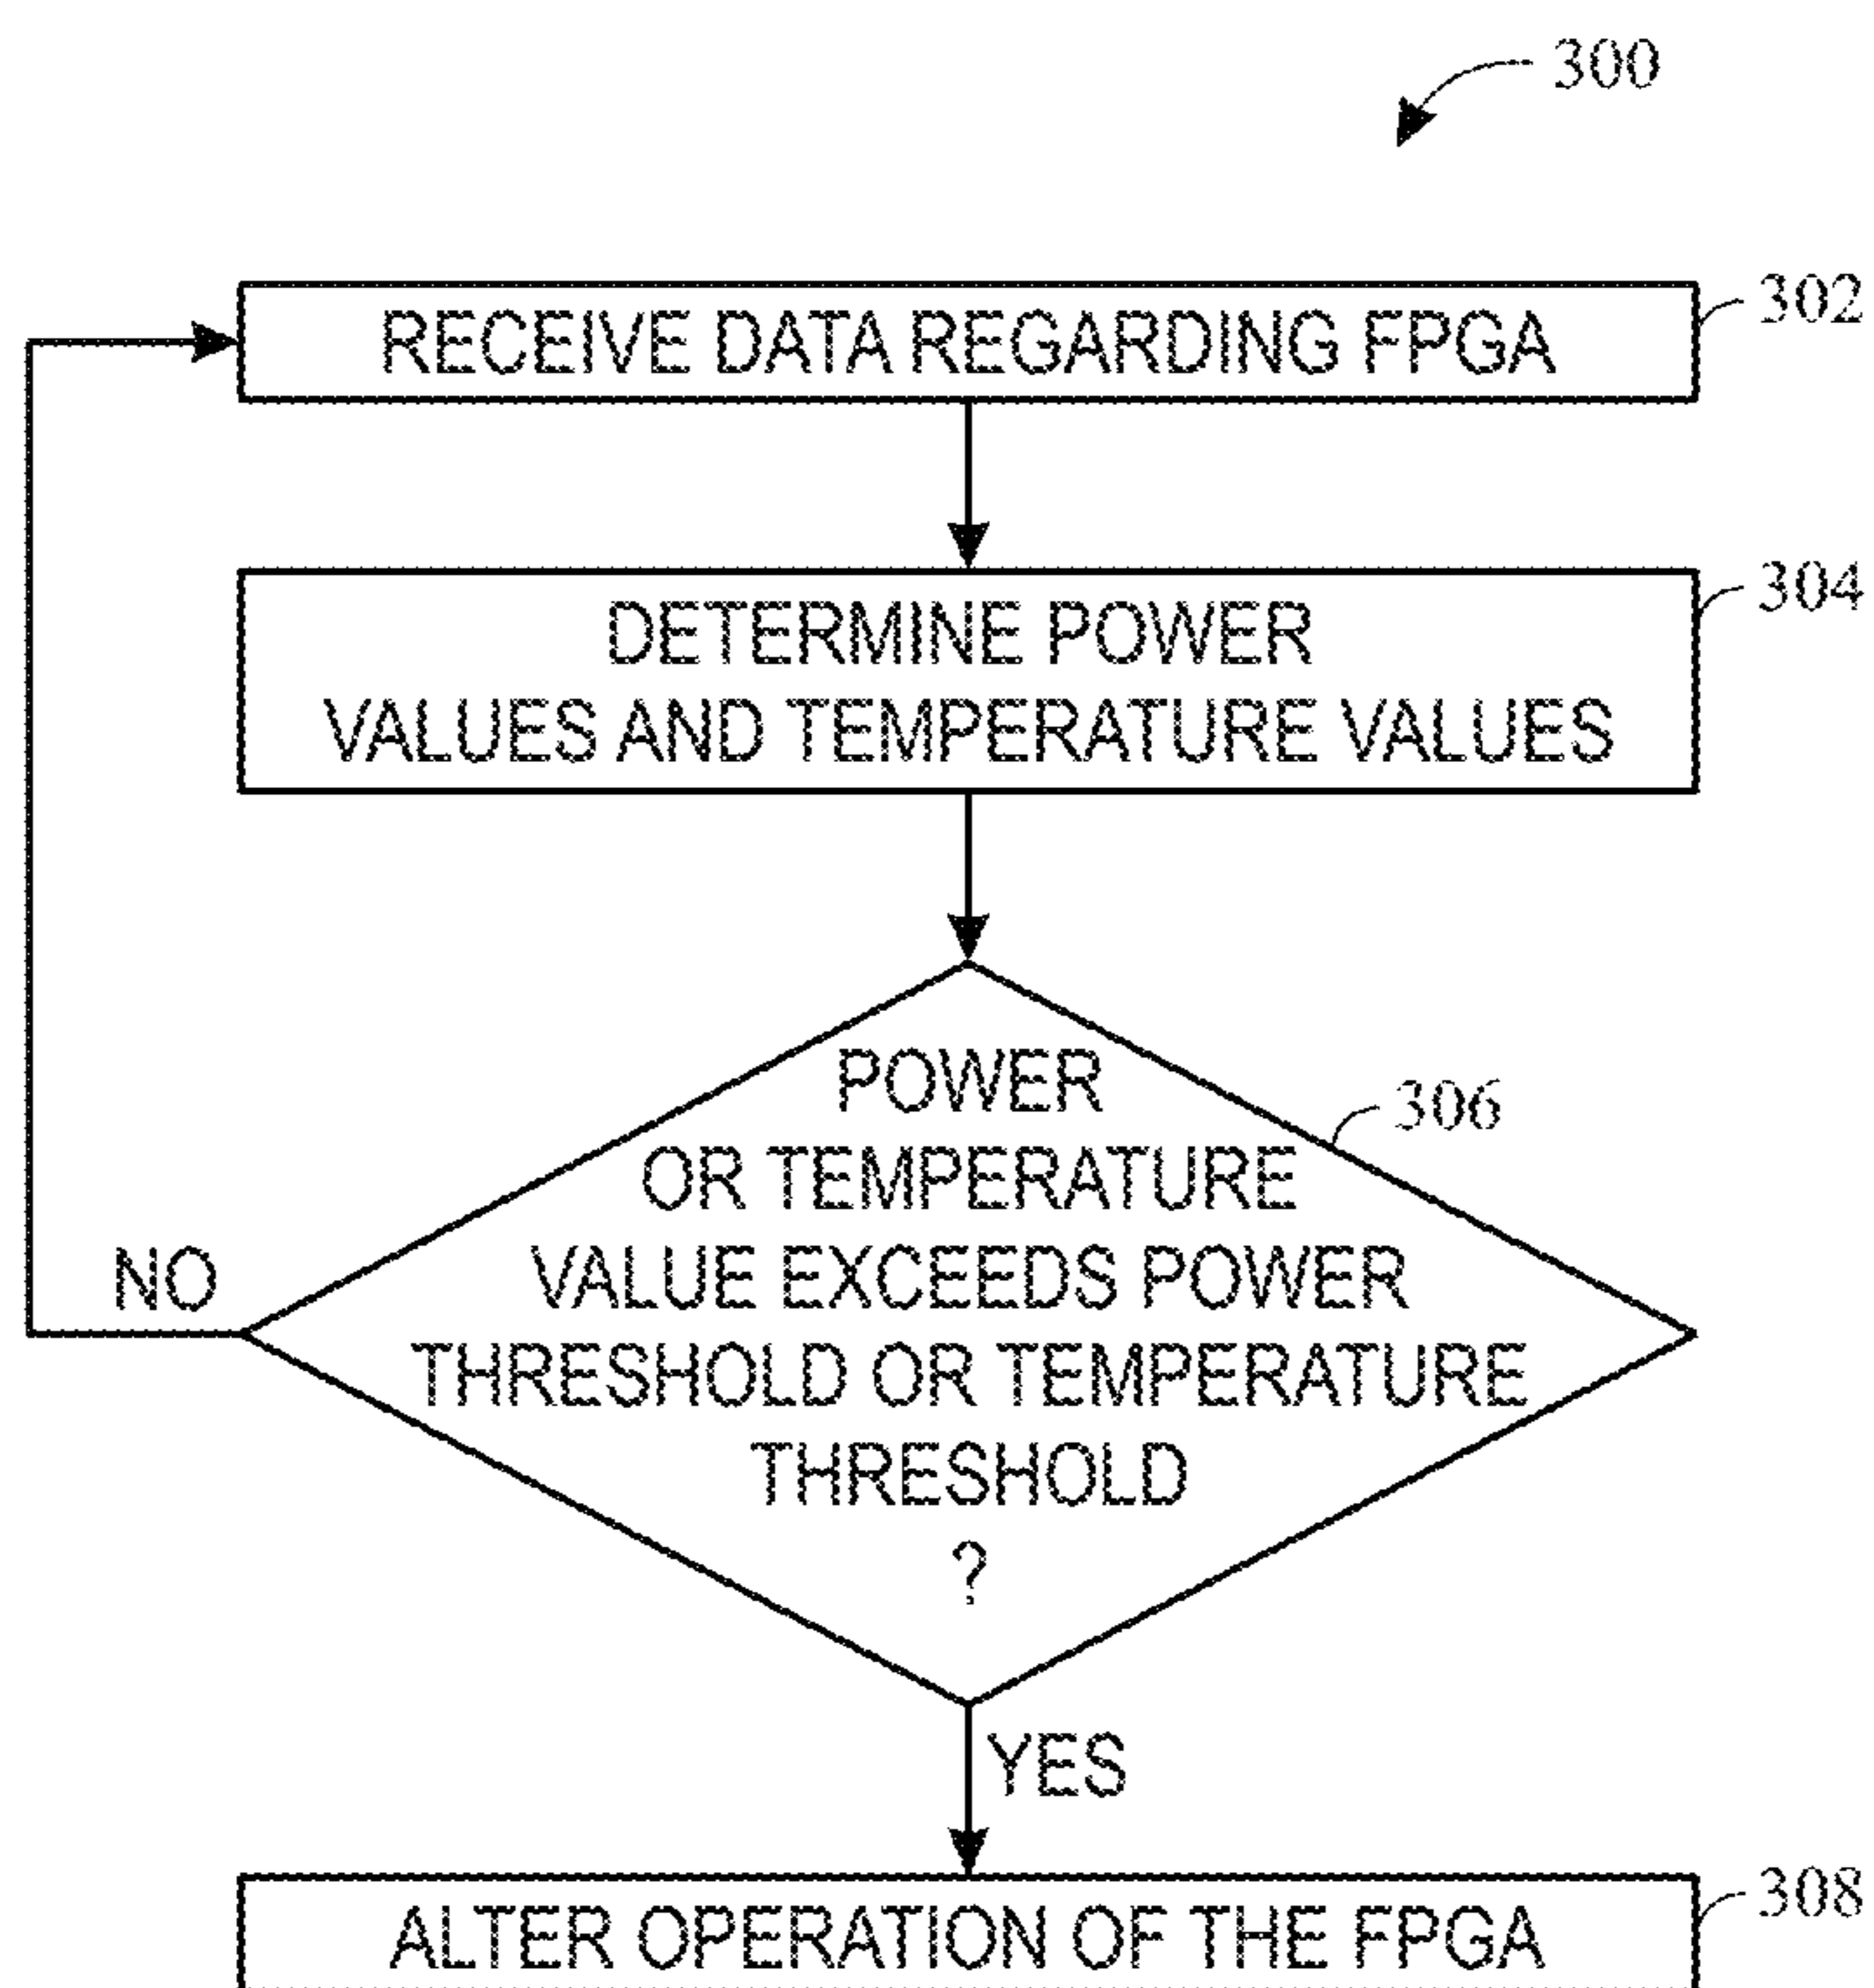 300
RECEIVE DATA REGARDING FPGA
302
DETERMINE POWER
VALUES AND TEMPERATURE VALUES
304
POWER
OR TEMPERATURE
VALUE EXCEEDS POWER
THRESHOLD OR TEMPERATURE
THRESHOLD
?
306
NO
YES
ALTER OPERATION OF THE FPGA
308